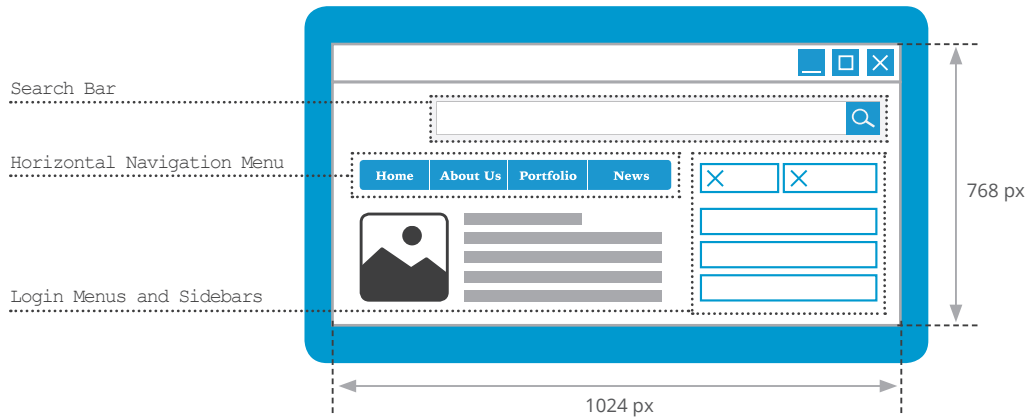 Search Bar
Horizontal Navigation Menu
Home About Us Portfolio News
768 px
Login Menus and Sidebars
1024 px